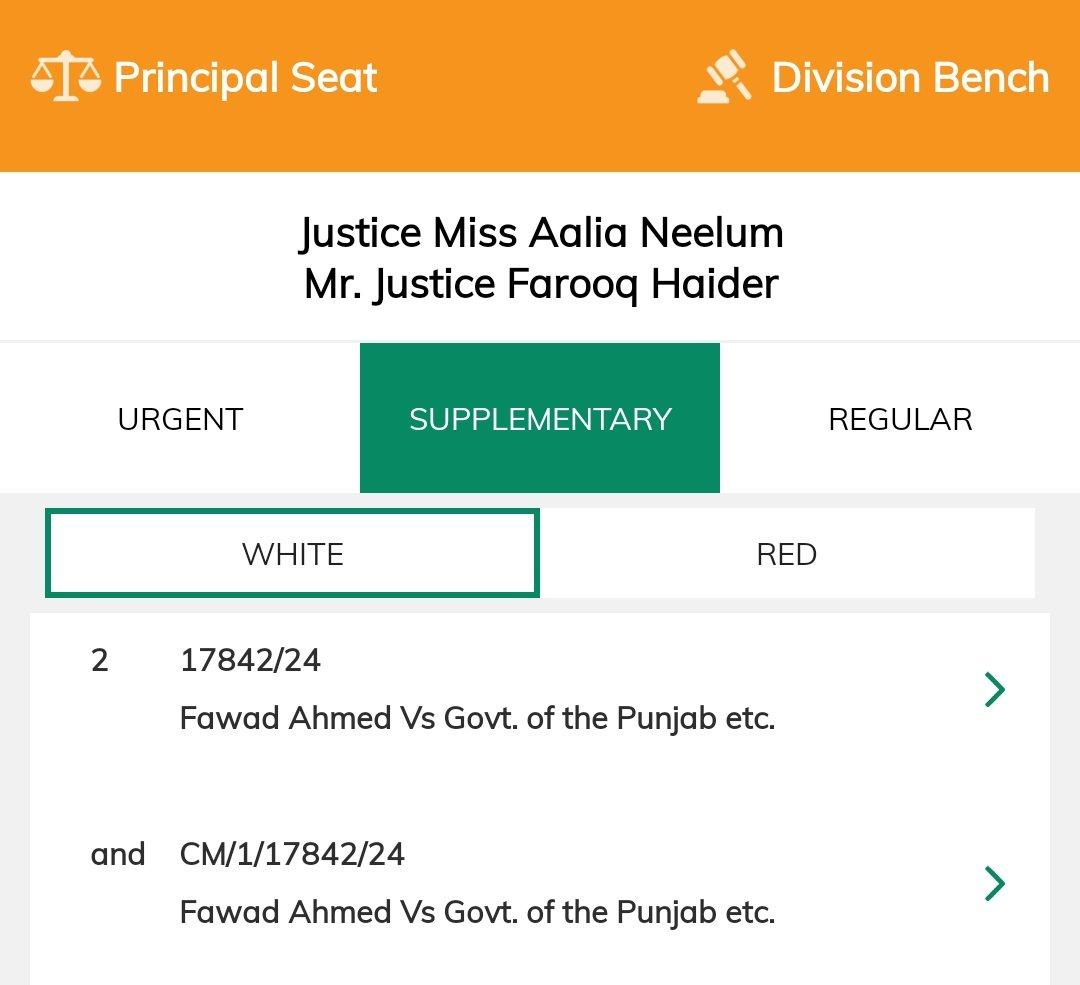 Principal Seat
Division Bench
Justice Miss Aalia Neelum
Mr. Justice Farooq Haider
URGENT
SUPPLEMENTARY
REGULAR
WHITE
RED
2 17842/24
Fawad Ahmed Vs Govt. of the Punjab etc.
and CM/1/17842/24
Fawad Ahmed Vs Govt. of the Punjab etc.